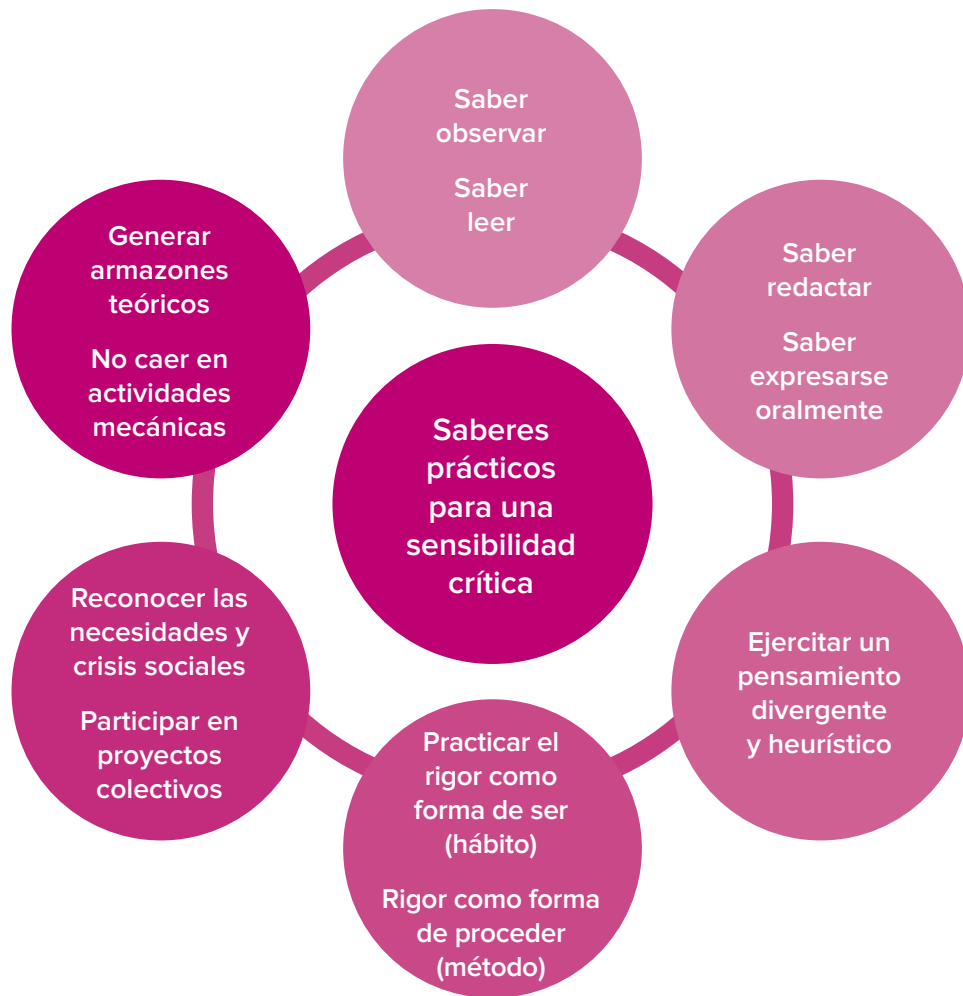 Saber
observar
Saber
leer
Saber
redactar
Saber
expresarse
oralmente
Ejercitar un
pensamiento
divergente
y heurístico
Practicar el
rigor como
forma de ser
(hábito)
Rigor como forma
de proceder
(método)
Reconocer las
necesidades y
crisis sociales
Participar en
proyectos
colectivos
Generar
armazones
teóricos
No caer en
actividades
mecánicas
Saberes
prácticos
para una
sensibilidad
crítica